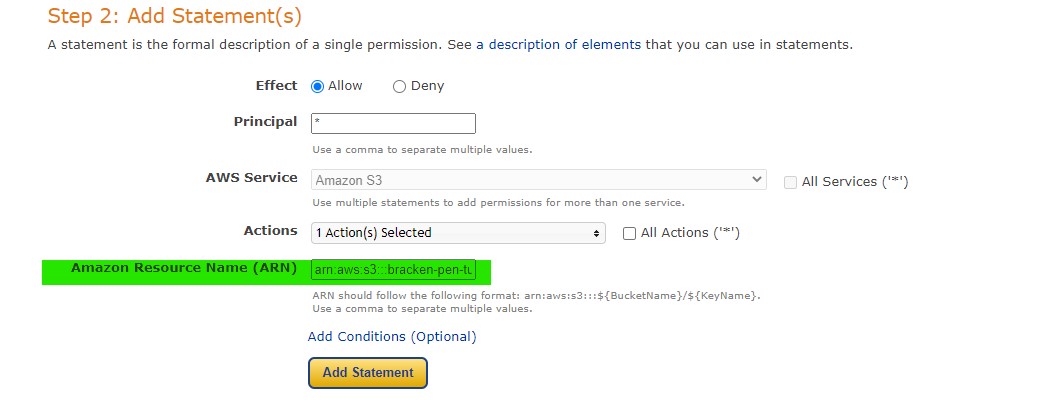 Step 2: Add Statement(s)
A statement is the formal description of a single permission. See a description of elements that you can use in statements.
Effect Allow Deny
Principal *
Use a comma to separate multiple values.
AWS Service Amazon S3 All Services ('*')
Use multiple statements to add permissions for more than one service.
Actions 1 Action(s) Selected All Actions ('*')
Amazon Resource Name (ARN) arn:aws:s3:::bracken-pen-tu
ARN should follow the following format: arn:aws:s3:::${BucketName}/${KeyName}.
Use a comma to separate multiple values.
Add Conditions (Optional)
Add Statement